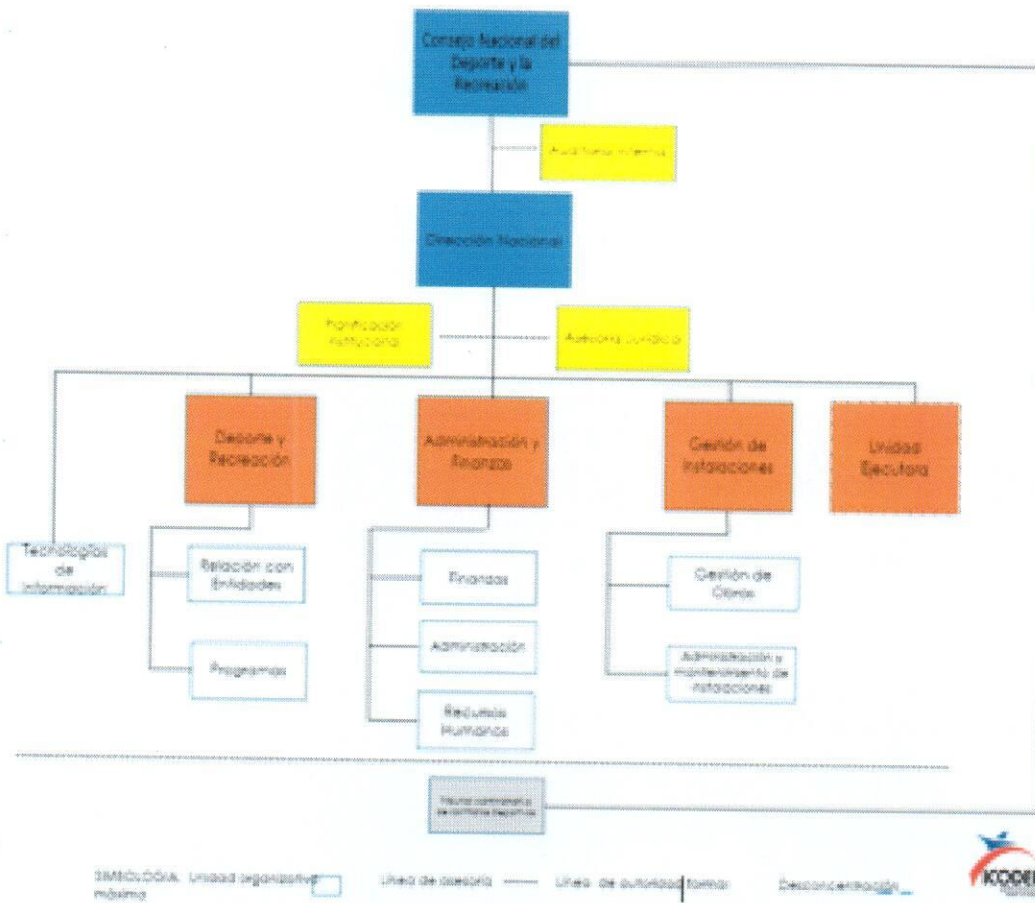 Consejo Nacional del
Deporte y la
Recreación
Auditoría Interna
Dirección Nacional
Planificación
Institucional
Asesoría Jurídica
Deporte y
Recreación
Administración y
Finanzas
Gestión de
Instalaciones
Unidad
Ejecutora
Tecnologías
de
Información
Relación con
Entidades
Finanzas
Gestión de
Obras
Programas
Administración
Administración y
mantenimiento de
instalaciones
Recursos
Humanos
SIMBOLOGÍA: Unidad organizativa
máxima
Línea de asesoría
Línea de autoridad formal
Desconcentración
ICODER